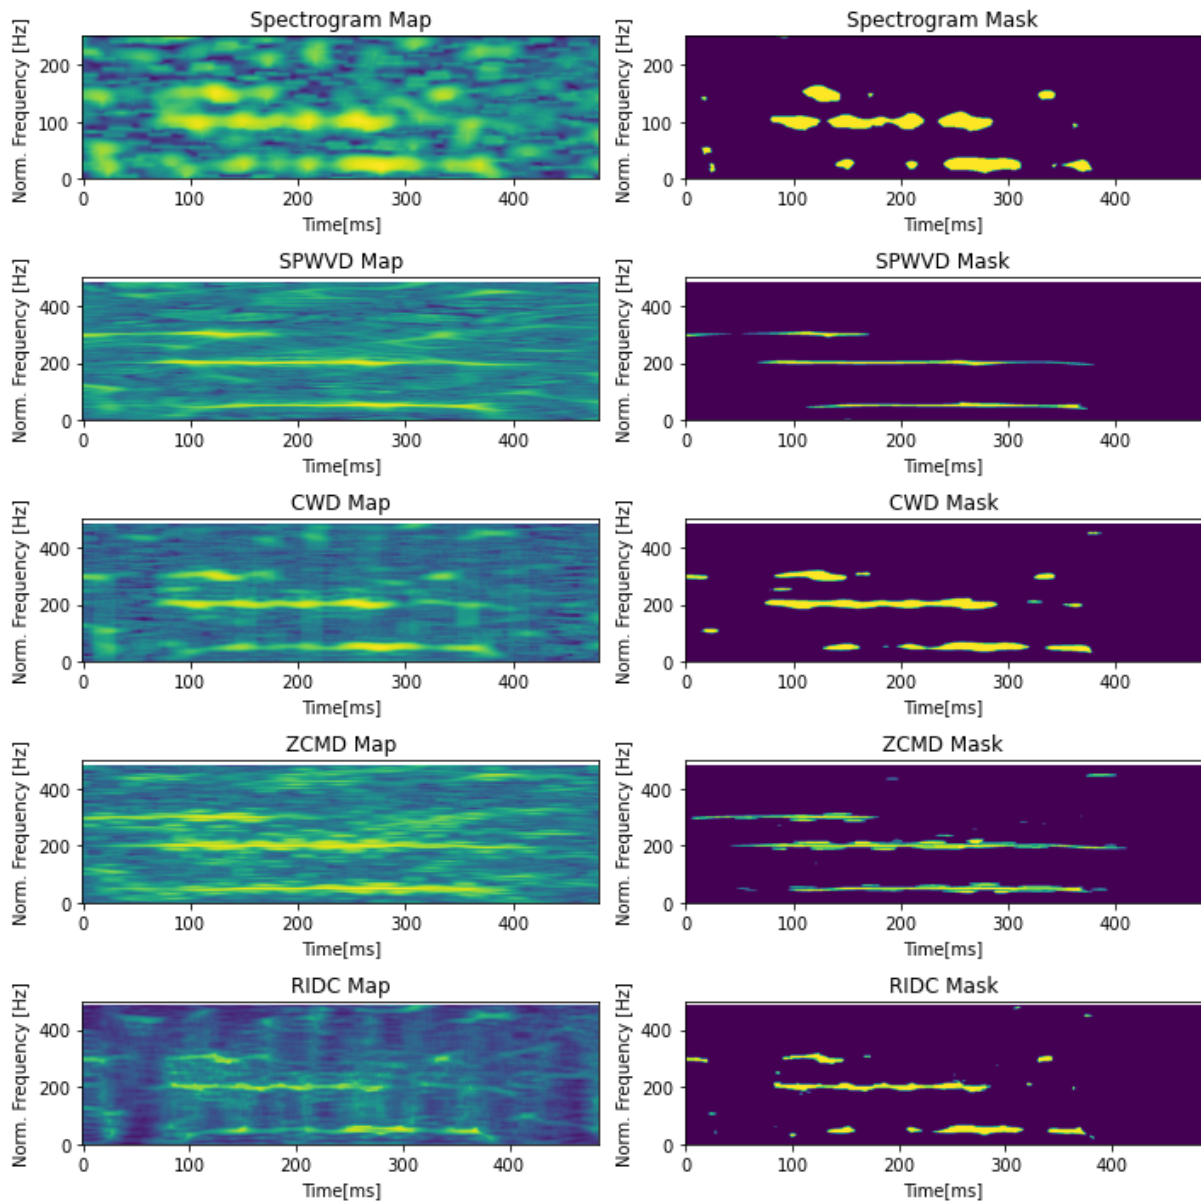 Spectrogram Map
Spectrogram Mask
Norm. Frequency [Hz]
200
100
0
0 100 200 300 400
Time[ms]
Norm. Frequency [Hz]
200
100
0
0 100 200 300 400
Time[ms]
SPWVD Map
SPWVD Mask
Norm. Frequency [Hz]
400
200
0
0 100 200 300 400
Time[ms]
Norm. Frequency [Hz]
400
200
0
0 100 200 300 400
Time[ms]
CWD Map
CWD Mask
Norm. Frequency [Hz]
400
200
0
0 100 200 300 400
Time[ms]
Norm. Frequency [Hz]
400
200
0
0 100 200 300 400
Time[ms]
ZCMD Map
ZCMD Mask
Norm. Frequency [Hz]
400
200
0
0 100 200 300 400
Time[ms]
Norm. Frequency [Hz]
400
200
0
0 100 200 300 400
Time[ms]
RIDC Map
RIDC Mask
Norm. Frequency [Hz]
400
200
0
0 100 200 300 400
Time[ms]
Norm. Frequency [Hz]
400
200
0
0 100 200 300 400
Time[ms]